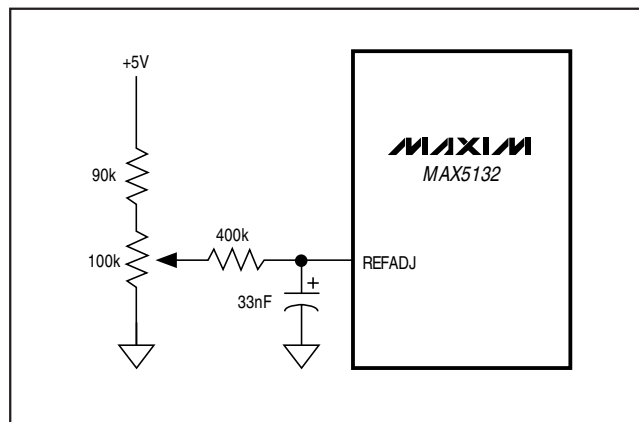 +5V
MAXIM
MAX5132
90k
400k
100k
REFADJ
+
33nF